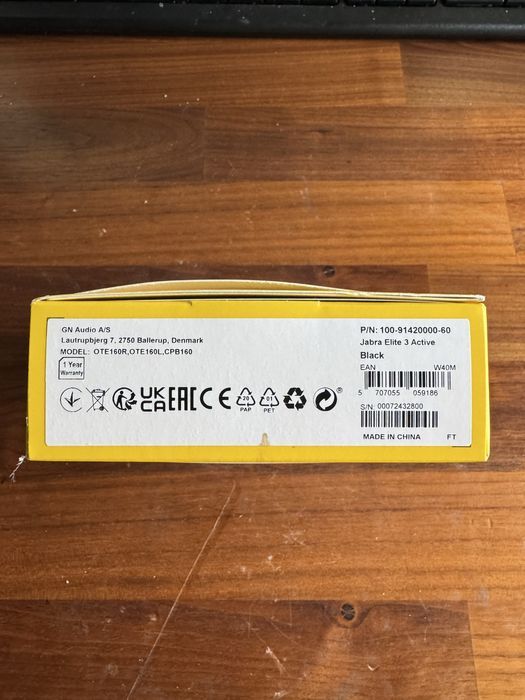 GN Audio A/S
Lautrupbjerg 7, 2750 Ballerup, Denmark
MODEL: OTE160R,OTE160L,CPB160
1 Year
Warranty
UK
CA
EAC
CE
20
PAP
01
PET
P/N: 100-91420000-60
Jabra Elite 3 Active
Black
EAN W40M
5 707055 059186
S/N: 00072432800
MADE IN CHINA FT